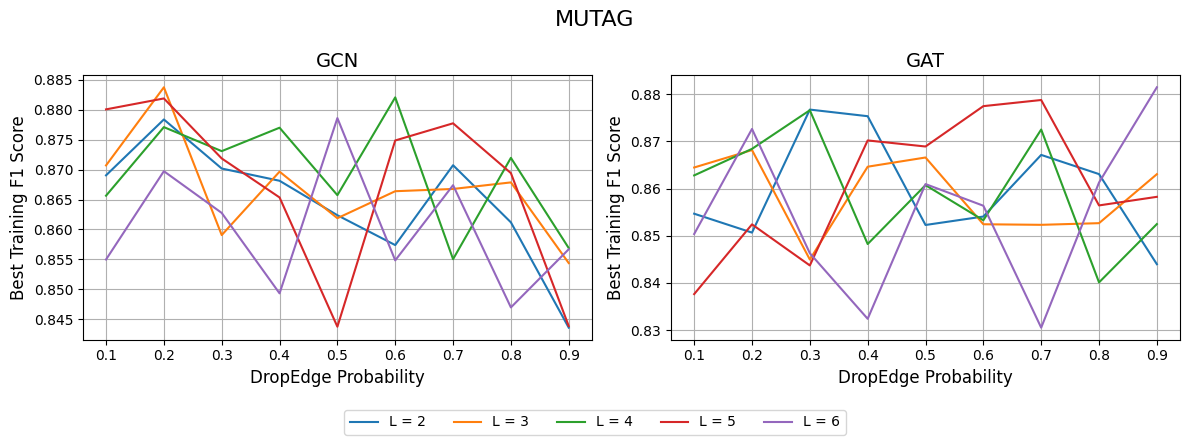 MUTAG
GCN
Best Training F1 Score
0.885
0.880
0.875
0.870
0.865
0.860
0.855
0.850
0.845
0.1 0.2 0.3 0.4 0.5 0.6 0.7 0.8 0.9
DropEdge Probability
GAT
Best Training F1 Score
0.88
0.87
0.86
0.85
0.84
0.83
0.1 0.2 0.3 0.4 0.5 0.6 0.7 0.8 0.9
DropEdge Probability
L = 2 L = 3 L = 4 L = 5 L = 6